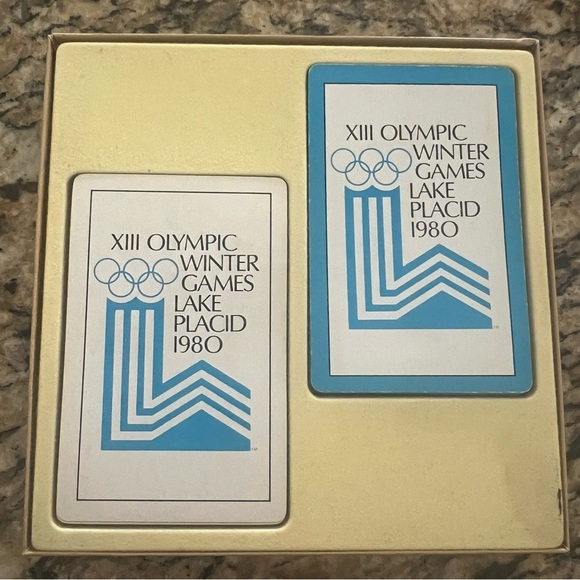 XIII OLYMPIC
WINTER
GAMES
LAKE
PLACID
1980
XIII OLYMPIC
WINTER
GAMES
LAKE
PLACID
1980